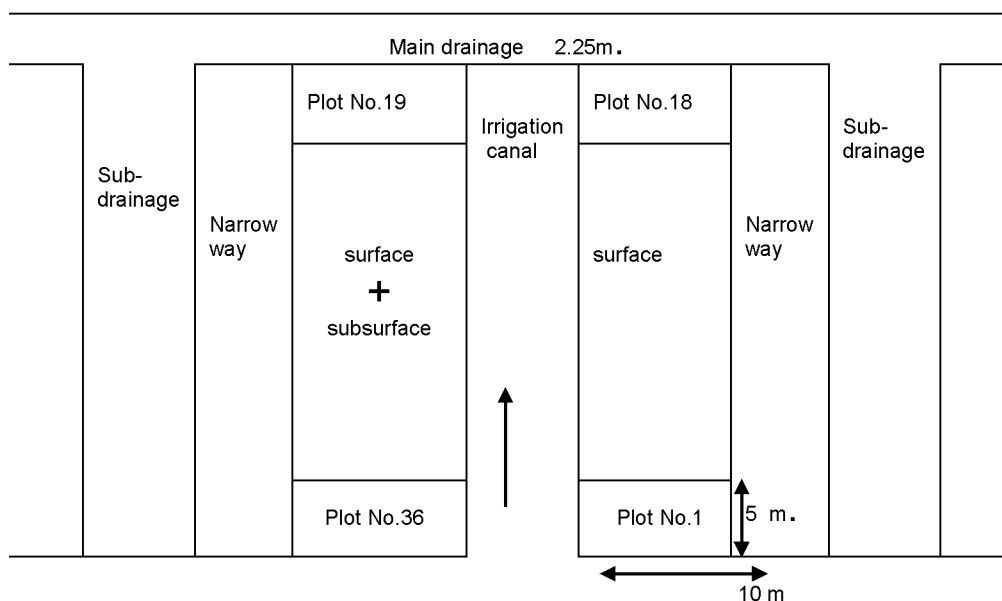 Main drainage 2.25m.
Plot No.19
Plot No.18
Irrigation
canal
Sub-
drainage
Sub-
drainage
Narrow
way
Narrow
way
surface
+
subsurface
surface
Plot No.36
Plot No.1
5 m.
10 m